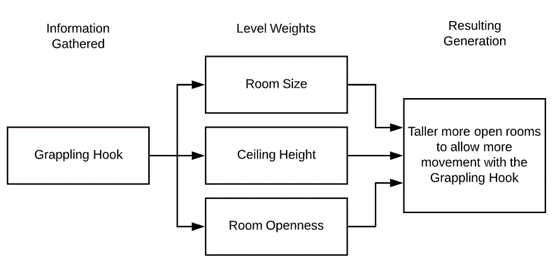 Information
Gathered
Level Weights
Resulting
Generation
Room Size
Grappling Hook
Ceiling Height
Taller more open rooms
to allow more
movement with the
Grappling Hook
Room Openness